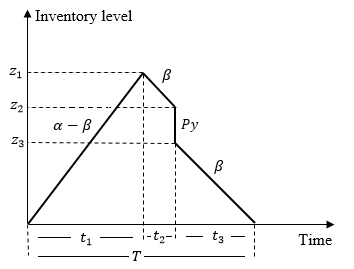 Inventory level
z₁
β
z₂
α − β
Py
z₃
β
t₁
t₂
t₃
Time
T